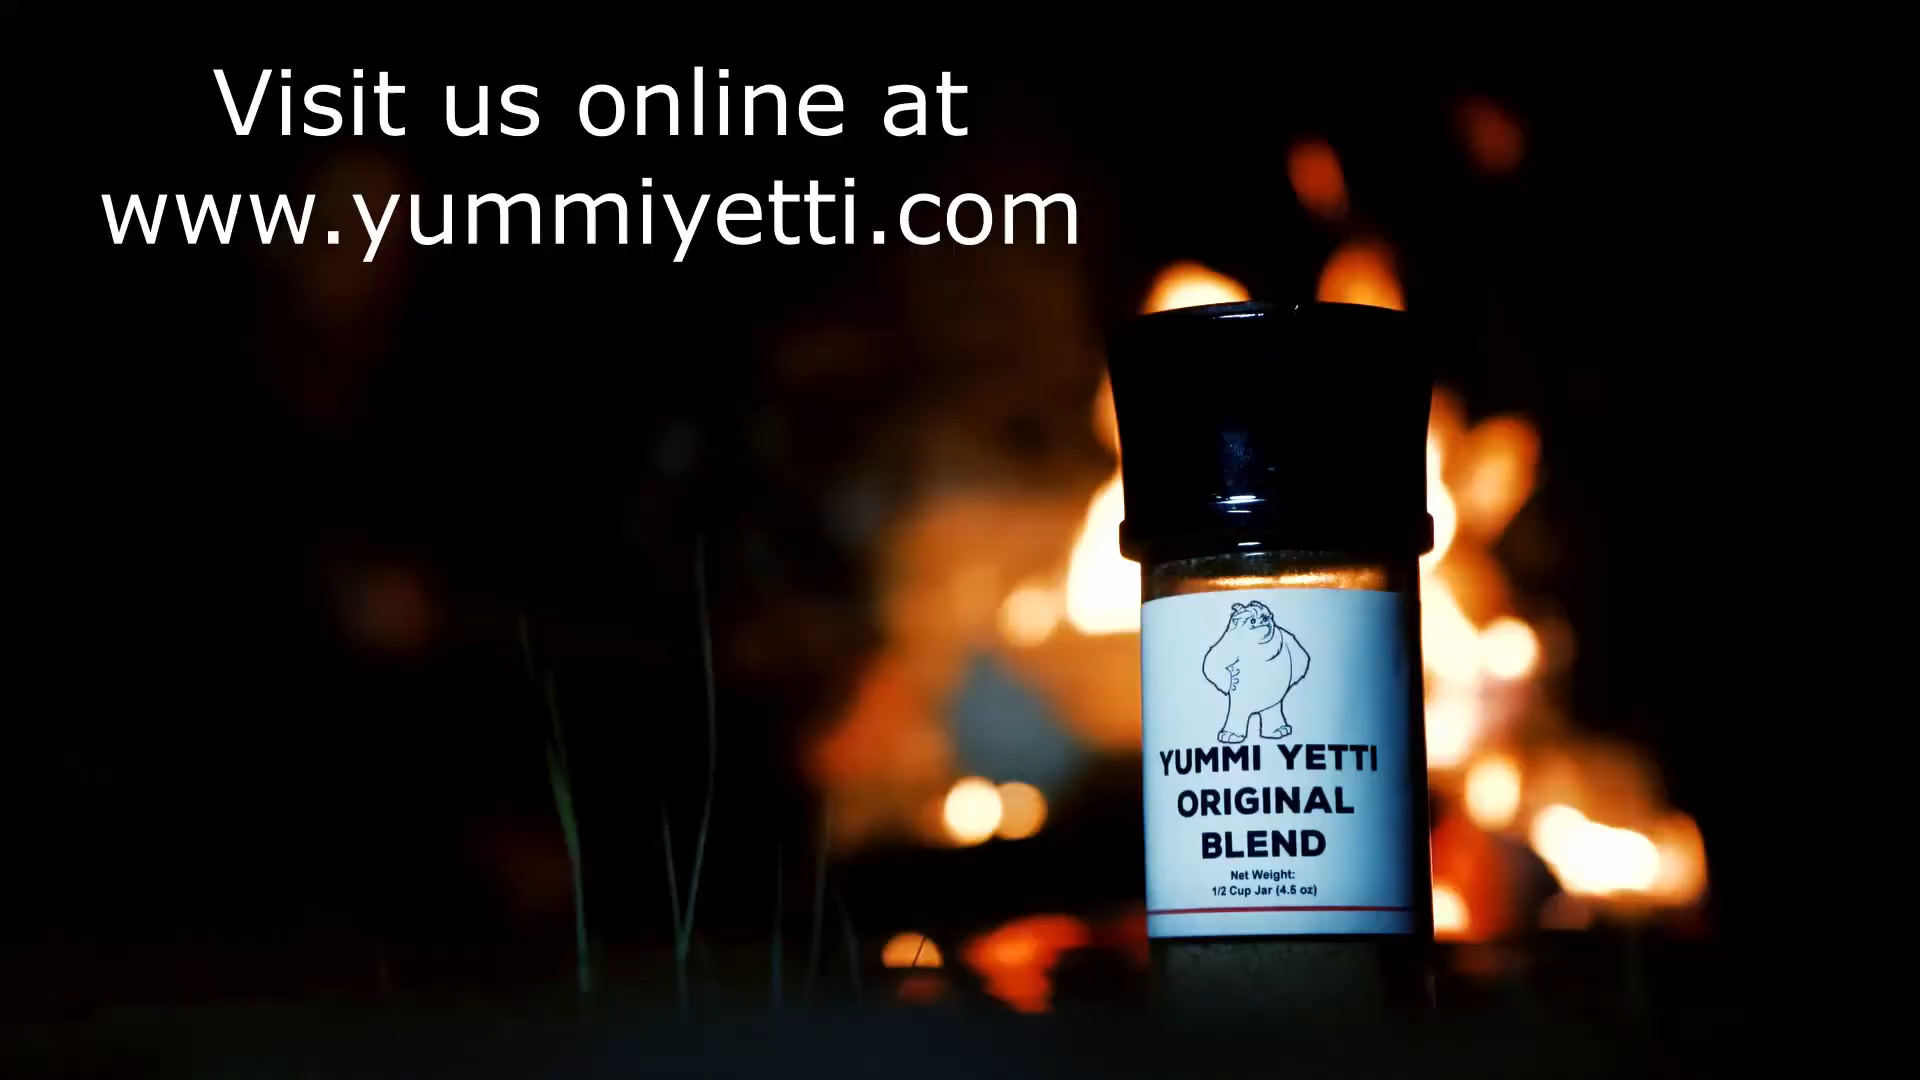 Visit us online at
www.yummiyetti.com
YUMMI YETTI
ORIGINAL
BLEND
Net Weight:
1/2 Cup Jar (4.5 oz)